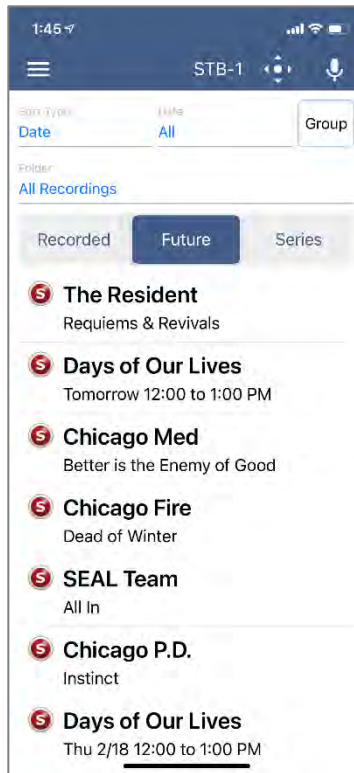 1:45
STB-1
Sort Type
Date
Date
All
Group
Folder
All Recordings
Recorded
Future
Series
S The Resident
Requiems & Revivals
S Days of Our Lives
Tomorrow 12:00 to 1:00 PM
S Chicago Med
Better is the Enemy of Good
S Chicago Fire
Dead of Winter
S SEAL Team
All In
S Chicago P.D.
Instinct
S Days of Our Lives
Thu 2/18 12:00 to 1:00 PM